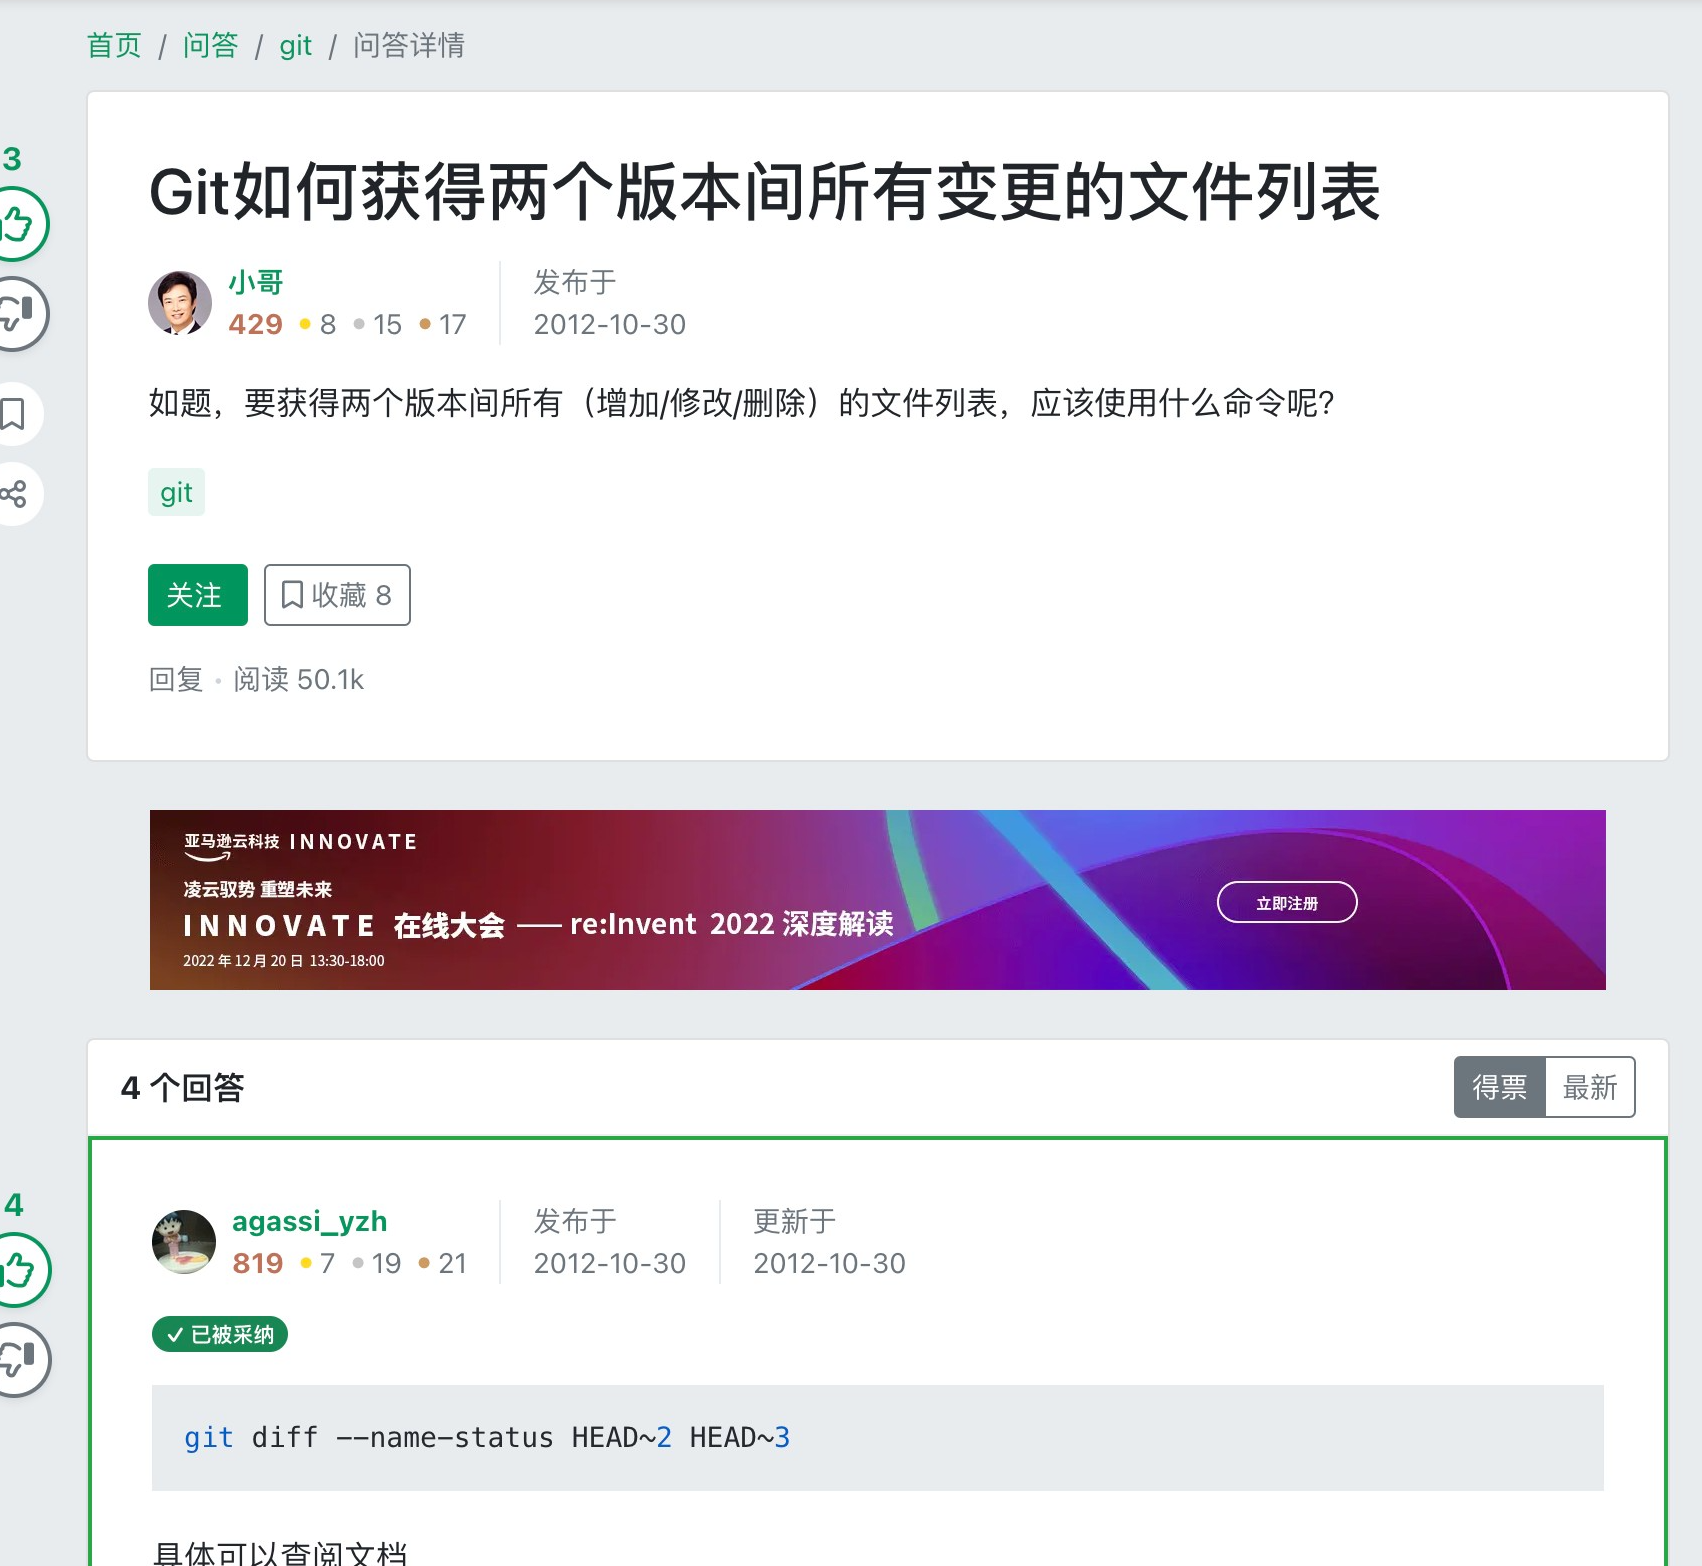 首页 / 问答 / git / 问答详情
3
Git如何获得两个版本间所有变更的文件列表
小哥
429 8 15 17
发布于
2012-10-30
如题，要获得两个版本间所有（增加/修改/删除）的文件列表，应该使用什么命令呢？
git
关注
收藏 8
回复 · 阅读 50.1k
亚马逊云科技 INNOVATE
凌云驭势 重塑未来
INNOVATE 在线大会 —— re:Invent 2022 深度解读
2022 年 12 月 20 日 13:30-18:00
立即注册
4 个回答
得票 最新
4
agassi_yzh
819 7 19 21
发布于
2012-10-30
更新于
2012-10-30
✓ 已被采纳
git diff --name-status HEAD~2 HEAD~3
具体可以查阅文档